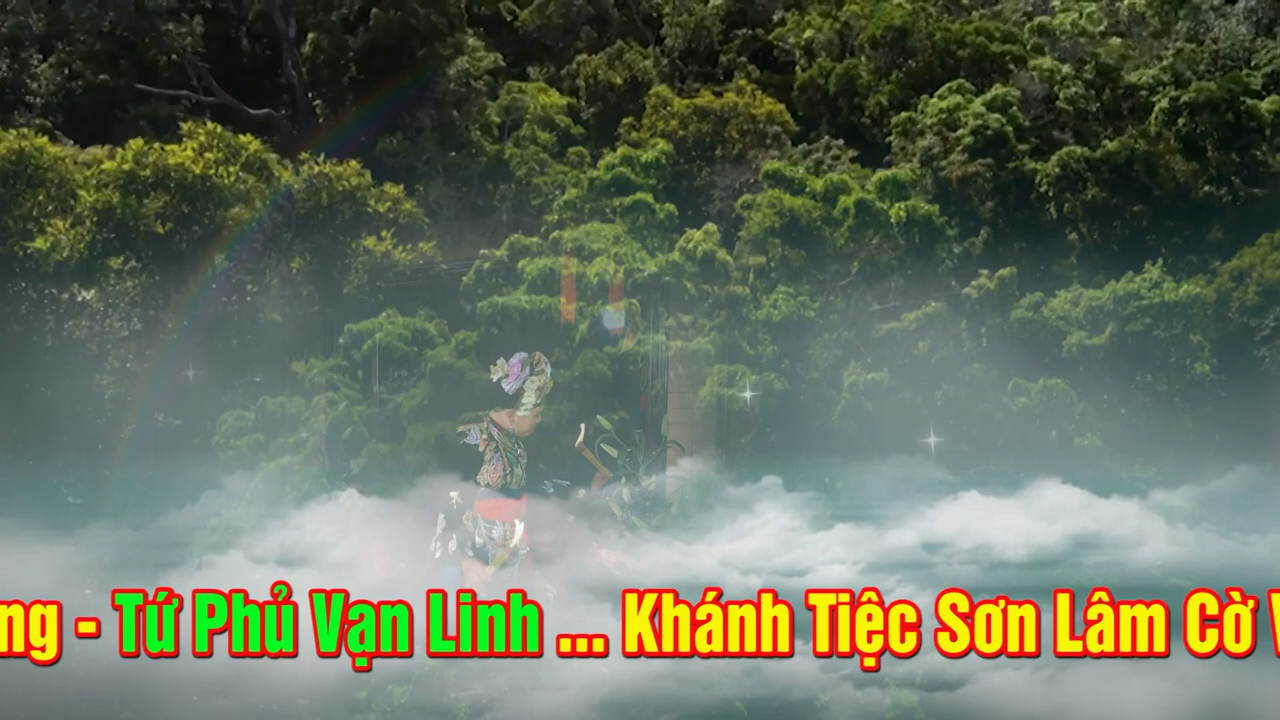 ng - Tứ Phủ Vạn Linh ... Khánh Tiệc Sơn Lâm Cờ